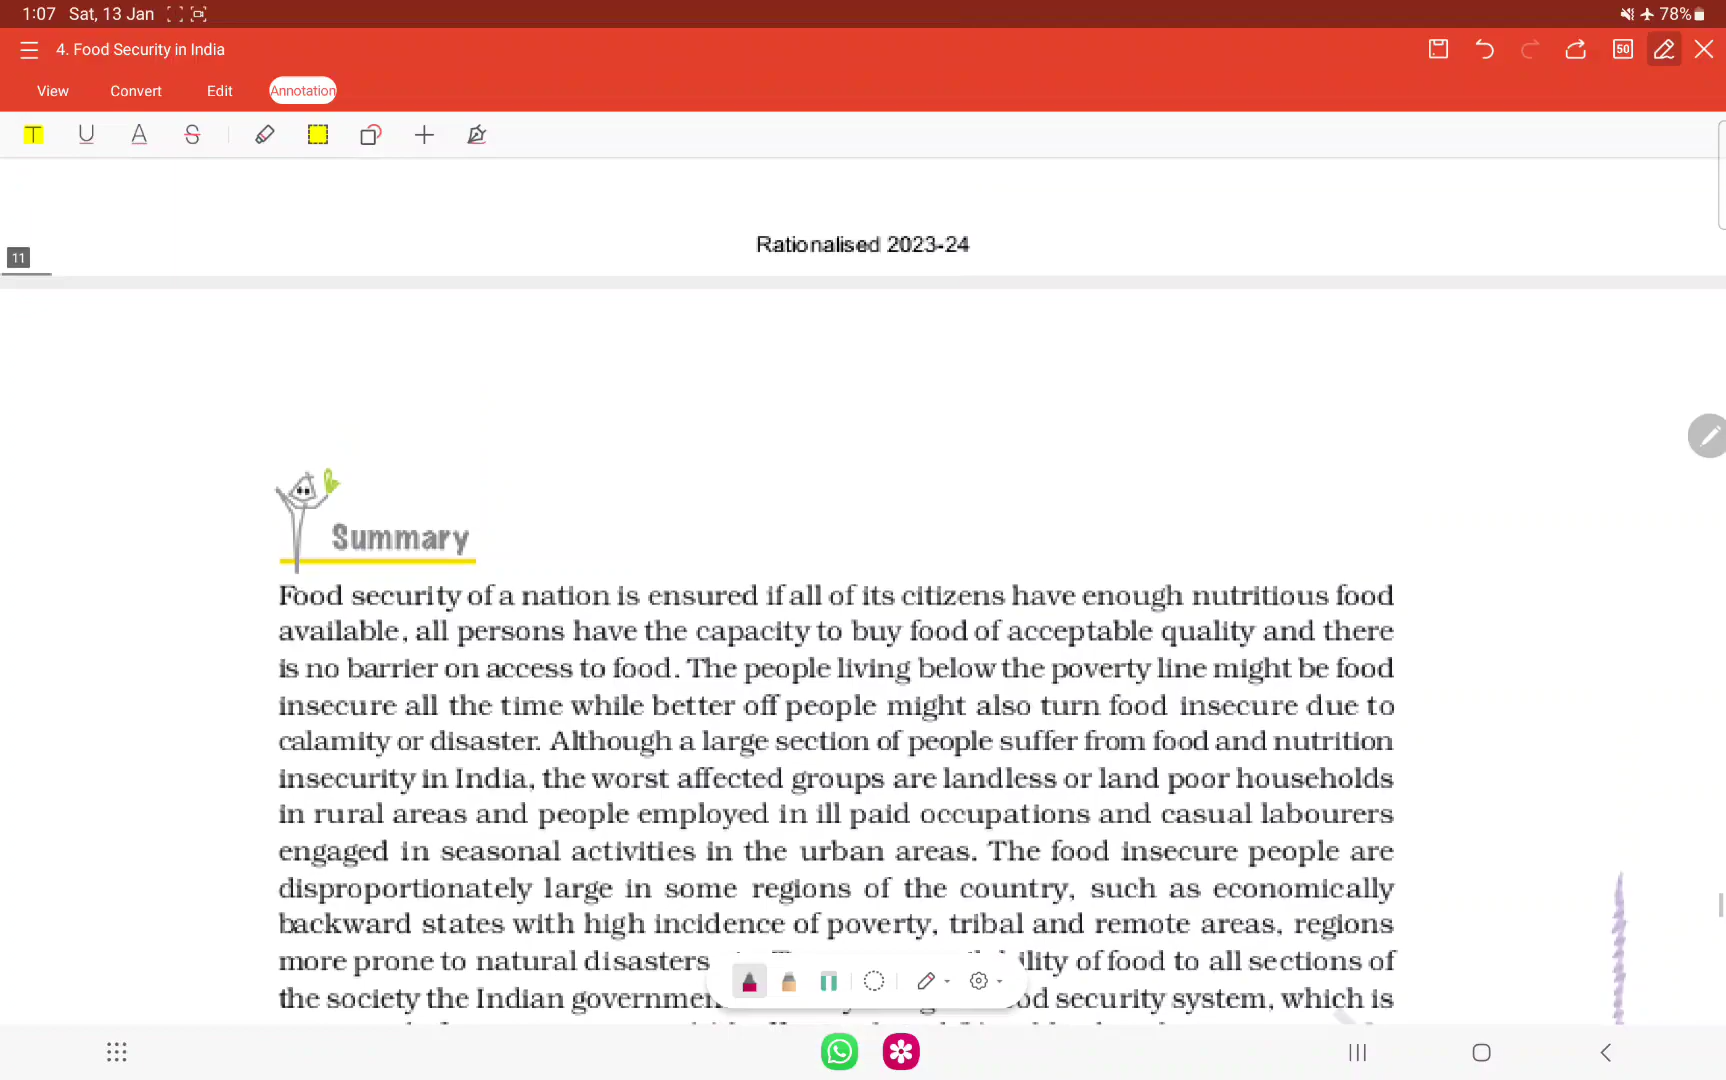 1:07 Sat, 13 Jan
78%
4. Food Security in India
50
View Convert Edit Annotation
T U A S
Rationalised 2023-24
11
Summary
Food security of a nation is ensured if all of its citizens have enough nutritious food
available, all persons have the capacity to buy food of acceptable quality and there
is no barrier on access to food. The people living below the poverty line might be food
insecure all the time while better off people might also turn food insecure due to
calamity or disaster. Although a large section of people suffer from food and nutrition
insecurity in India, the worst affected groups are landless or land poor households
in rural areas and people employed in ill paid occupations and casual labourers
engaged in seasonal activities in the urban areas. The food insecure people are
disproportionately large in some regions of the country, such as economically
backward states with high incidence of poverty, tribal and remote areas, regions
more prone to natural disasters of food to all sections of
the society the Indian security system, which is